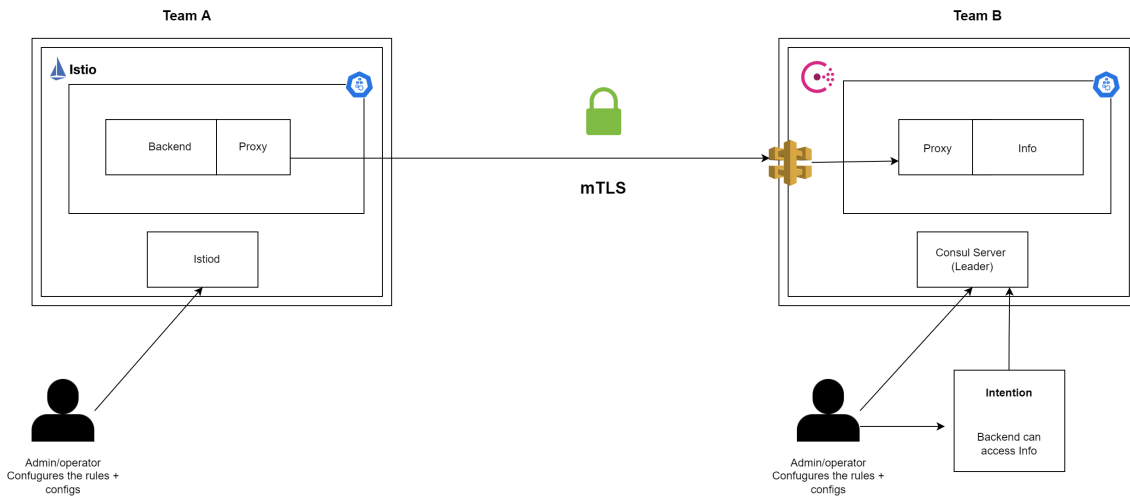 Team A
Istio
Backend
Proxy
Istiod
Admin/operator
Confugures the rules +
configs
mTLS
Team B
Proxy
Info
Consul Server
(Leader)
Intention
Backend can
access Info
Admin/operator
Confugures the rules +
configs